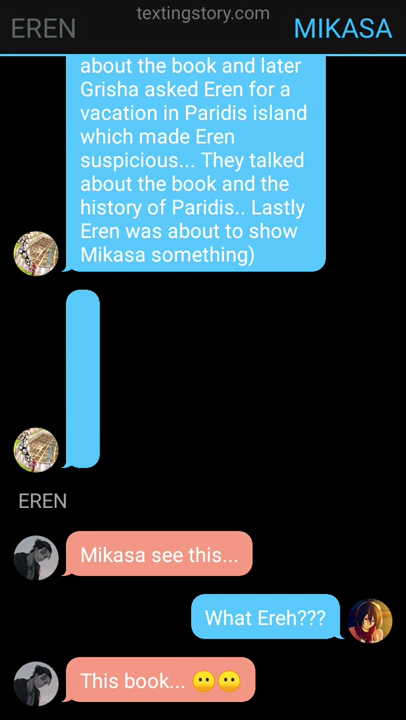 textingstory.com
EREN
MIKASA
about the book and later
Grisha asked Eren for a
vacation in Paridis island
which made Eren
suspicious... They talked
about the book and the
history of Paridis.. Lastly
Eren was about to show
Mikasa something)
EREN
Mikasa see this...
What Ereh???
This book... 😶😶